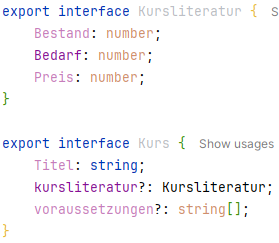 export interface Kursliteratur { S
Bestand: number;
Bedarf: number;
Preis: number;
}
export interface Kurs { Show usages
Titel: string;
kursliteratur?: Kursliteratur;
voraussetzungen?: string[];
}